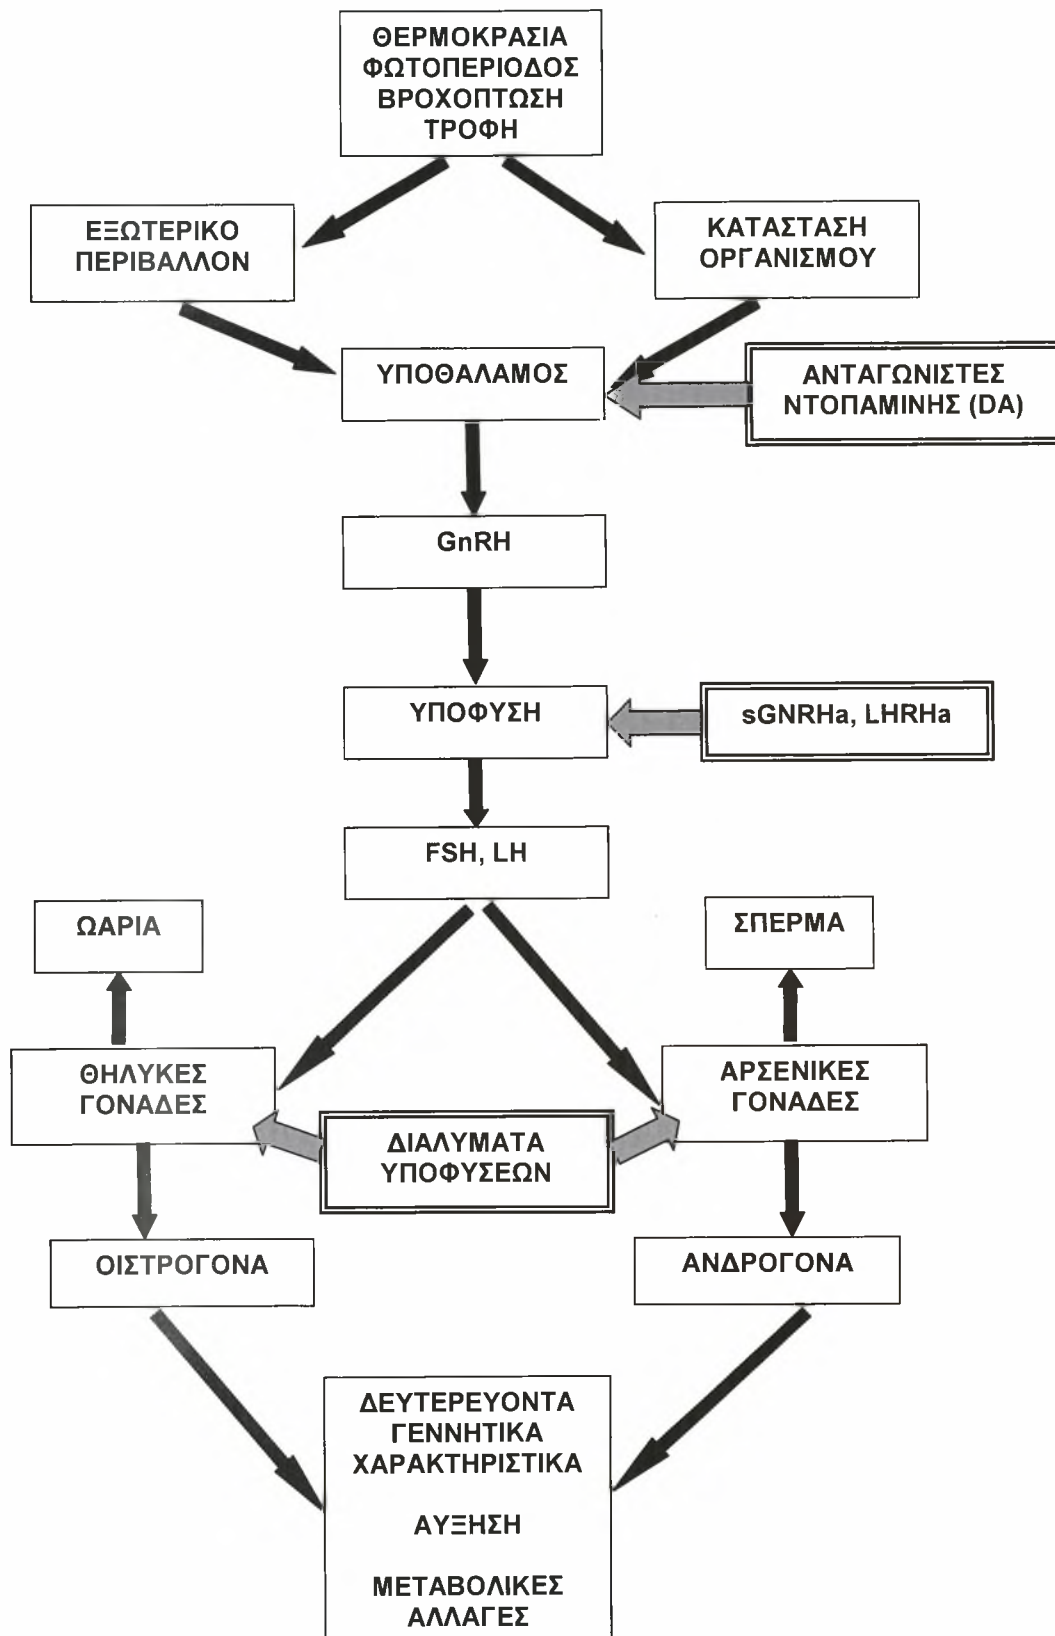 ΘΕΡΜΟΚΡΑΣΙΑ
ΦΩΤΟΠΕΡΙΟΔΟΣ
ΒΡΟΧΟΠΤΩΣΗ
ΤΡΟΦΗ
ΕΞΩΤΕΡΙΚΟ
ΠΕΡΙΒΑΛΛΟΝ
ΚΑΤΑΣΤΑΣΗ
ΟΡΓΑΝΙΣΜΟΥ
ΥΠΟΘΑΛΑΜΟΣ
ΑΝΤΑΓΩΝΙΣΤΕΣ
ΝΤΟΠΑΜΙΝΗΣ (DA)
GnRH
ΥΠΟΦΥΣΗ
sGNRHa, LHRHa
FSH, LH
ΩΑΡΙΑ
ΣΠΕΡΜΑ
ΘΗΛΥΚΕΣ
ΓΟΝΑΔΕΣ
ΑΡΣΕΝΙΚΕΣ
ΓΟΝΑΔΕΣ
ΔΙΑΛΥΜΑΤΑ
ΥΠΟΦΥΣΕΩΝ
ΟΙΣΤΡΟΓΟΝΑ
ΑΝΔΡΟΓΟΝΑ
ΔΕΥΤΕΡΕΥΟΝΤΑ
ΓΕΝΝΗΤΙΚΑ
ΧΑΡΑΚΤΗΡΙΣΤΙΚΑ
ΑΥΞΗΣΗ
ΜΕΤΑΒΟΛΙΚΕΣ
ΑΛΛΑΓΕΣ